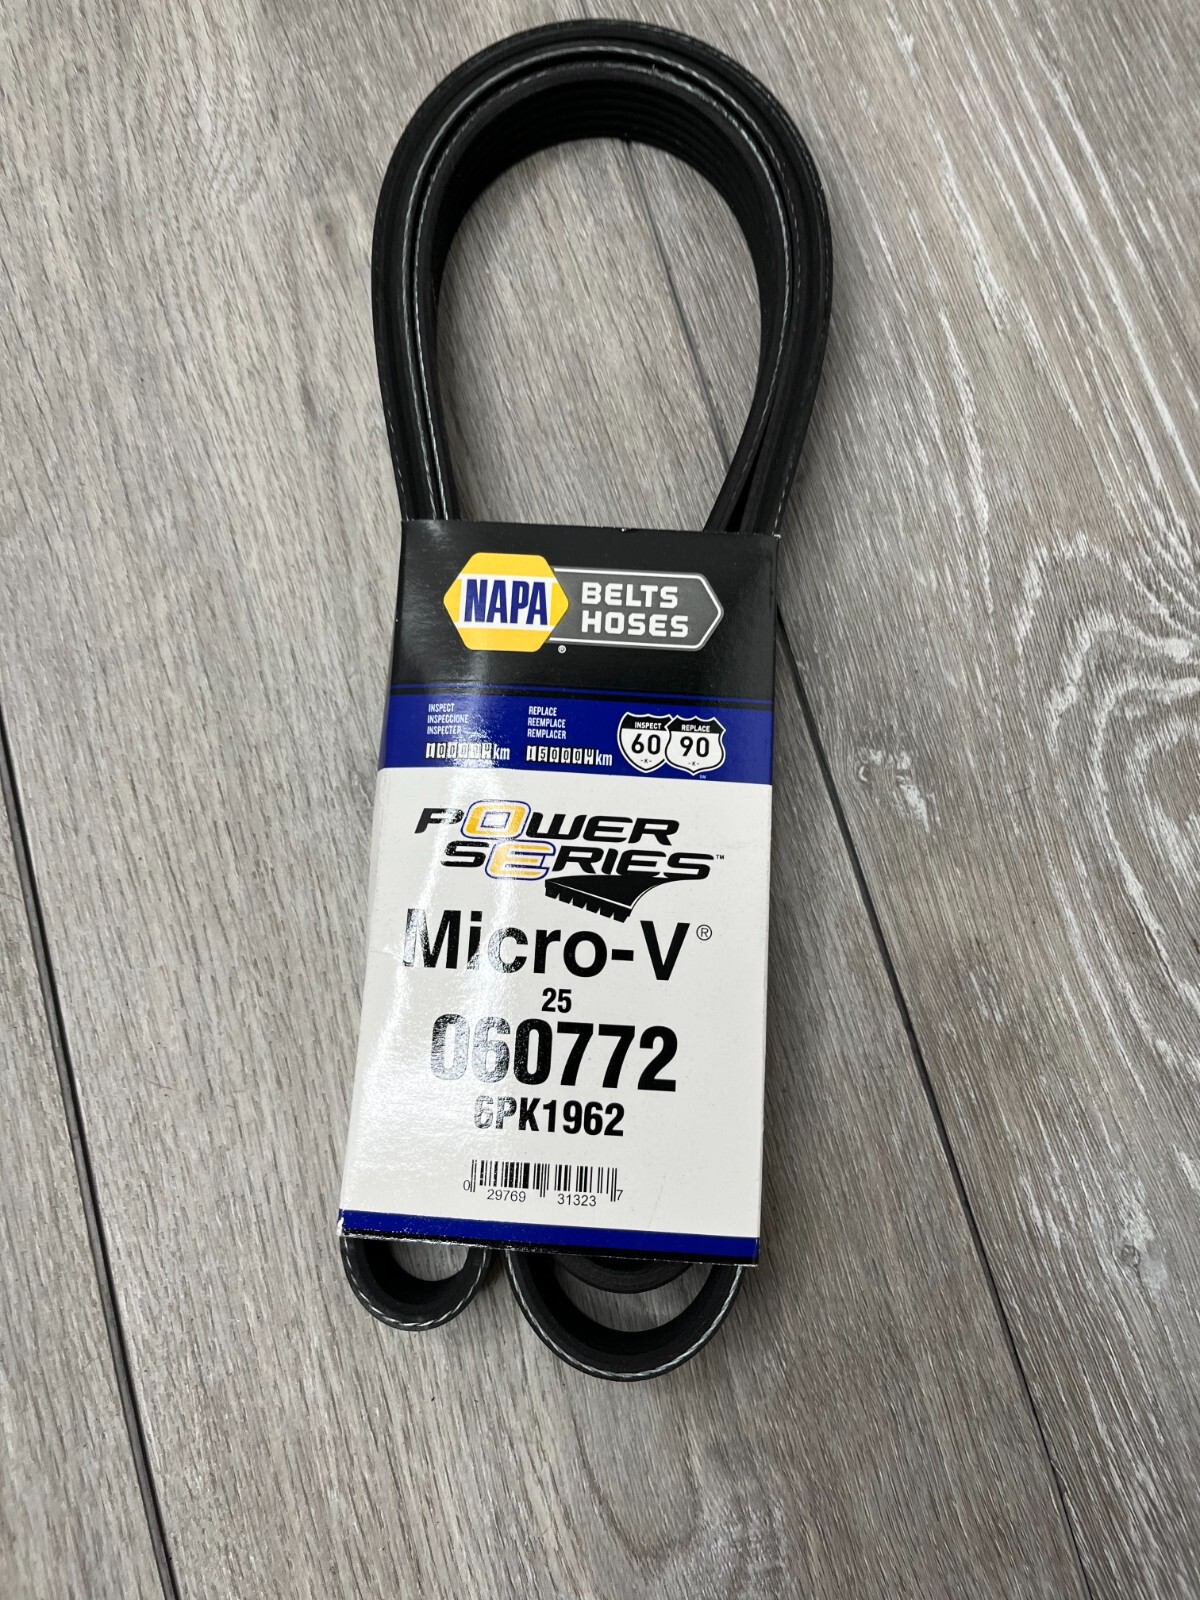 NAPA
®
BELTS
HOSES
INSPECT
INSPECCIONE
INSPECTER
km
REPLACE
REEMPLACE
REMPLACER
km
INSPECT
60
-K-
REPLACE
90
-K-
POWER
SERIES™
Micro-V®
25
060772
6PK1962
0 29769 31323 7